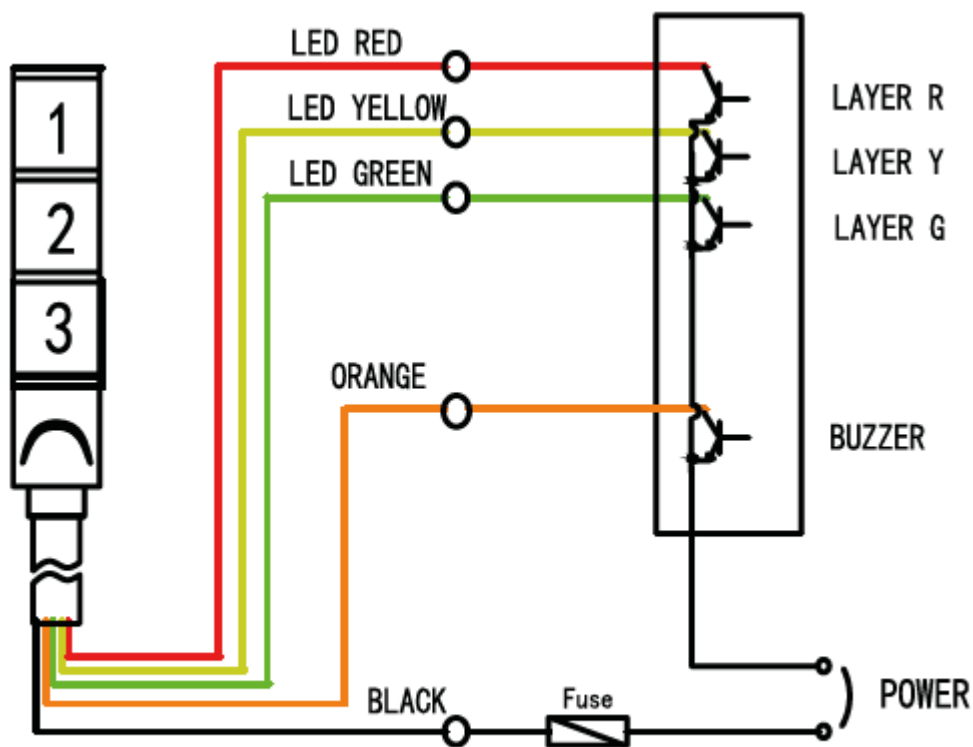 LED RED
LED YELLOW
LED GREEN
ORANGE
BLACK
Fuse
1
2
3
LAYER R
LAYER Y
LAYER G
BUZZER
POWER